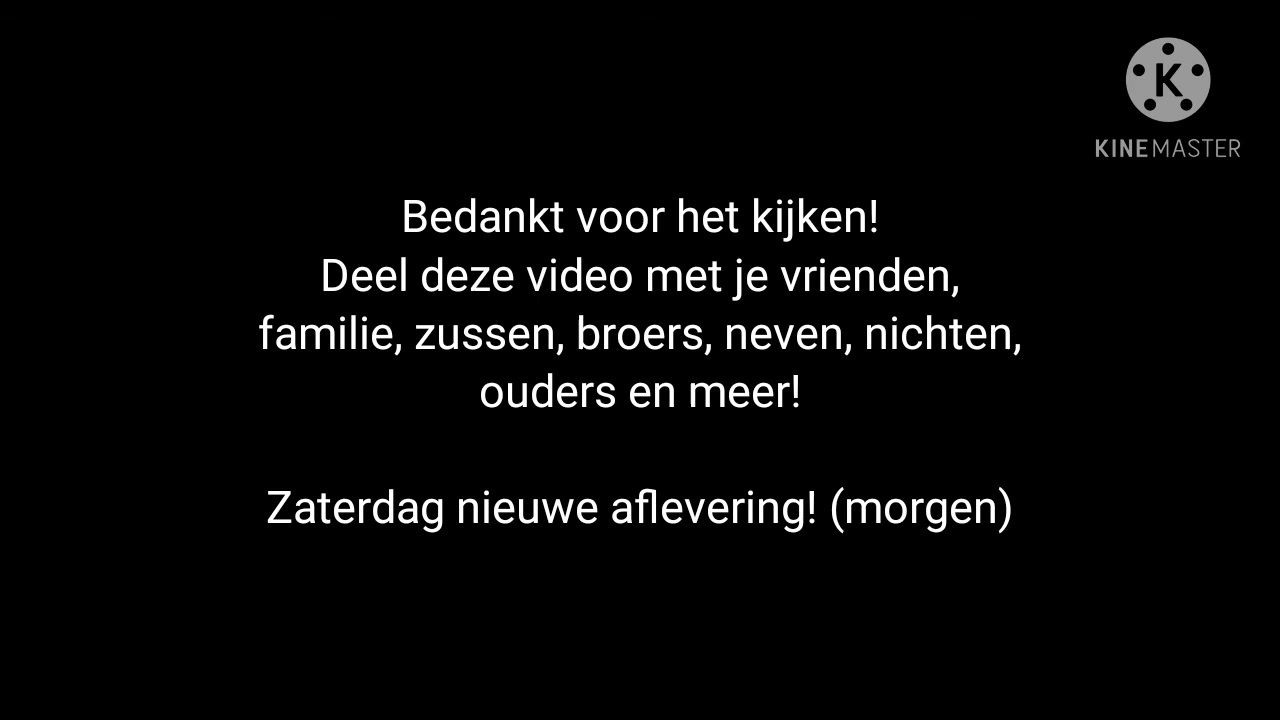 K
KINEMASTER
Bedankt voor het kijken!
Deel deze video met je vrienden,
familie, zussen, broers, neven, nichten,
ouders en meer!
Zaterdag nieuwe aflevering! (morgen)